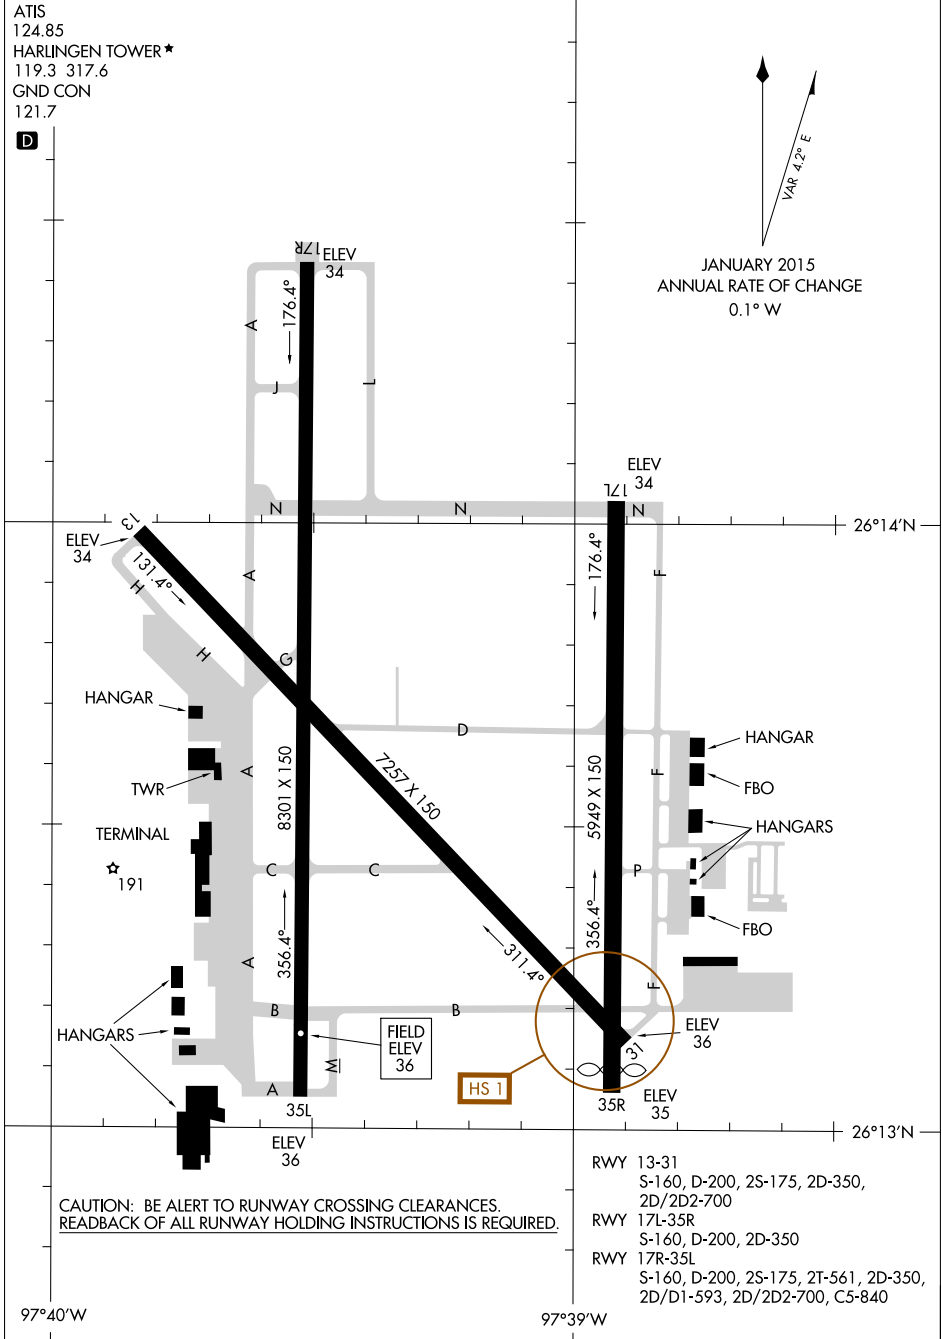 ATIS
124.85
HARLINGEN TOWER★
119.3 317.6
GND CON
121.7
D
VAR 4.2° E
JANUARY 2015
ANNUAL RATE OF CHANGE
0.1° W
17R
ELEV
34
176.4°
A
J
L
ELEV
34
17L
N
N
N
26°14'N
13
ELEV
34
131.4°
H
A
176.4°
F
H
G
HANGAR
D
HANGAR
TWR
A
8301 X 150
7257 X 150
5949 X 150
F
FBO
TERMINAL
HANGARS
191
C
C
P
356.4°
356.4°
FBO
A
311.4°
F
HANGARS
B
B
FIELD
ELEV
36
M
ELEV
36
31
HS 1
A
35L
35R
ELEV
35
ELEV
36
26°13'N
RWY 13-31
S-160, D-200, 2S-175, 2D-350,
2D/2D2-700
RWY 17L-35R
S-160, D-200, 2D-350
RWY 17R-35L
S-160, D-200, 2S-175, 2T-561, 2D-350,
2D/D1-593, 2D/2D2-700, C5-840
CAUTION: BE ALERT TO RUNWAY CROSSING CLEARANCES.
READBACK OF ALL RUNWAY HOLDING INSTRUCTIONS IS REQUIRED.
97°40'W
97°39'W